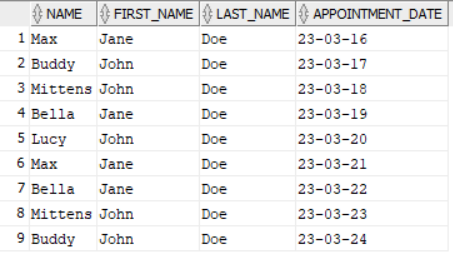 NAME FIRST_NAME LAST_NAME APPOINTMENT_DATE
1 Max Jane Doe 23-03-16
2 Buddy John Doe 23-03-17
3 Mittens John Doe 23-03-18
4 Bella Jane Doe 23-03-19
5 Lucy John Doe 23-03-20
6 Max Jane Doe 23-03-21
7 Bella Jane Doe 23-03-22
8 Mittens John Doe 23-03-23
9 Buddy John Doe 23-03-24